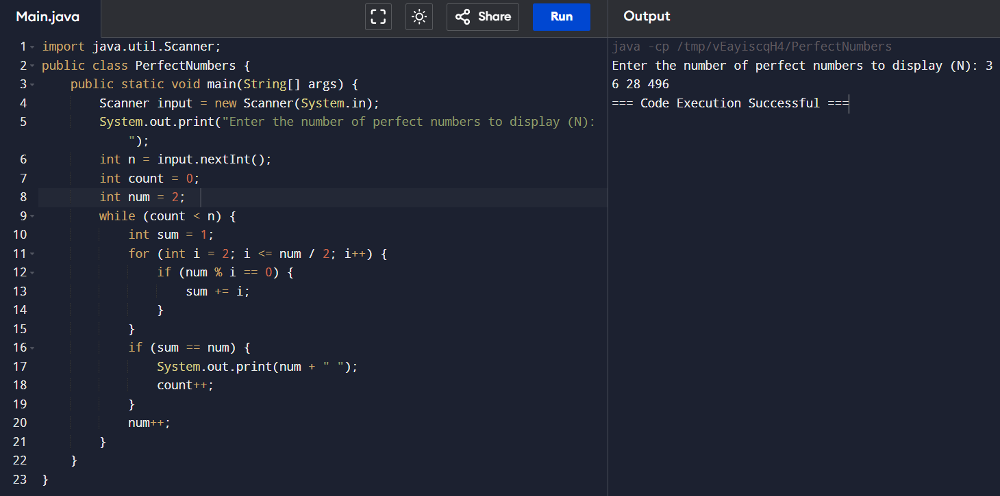 Main.java
Share
Run
Output
1 import java.util.Scanner;
2 public class PerfectNumbers {
3     public static void main(String[] args) {
4         Scanner input = new Scanner(System.in);
5         System.out.print("Enter the number of perfect numbers to display (N):
            ");
6         int n = input.nextInt();
7         int count = 0;
8         int num = 2;
9         while (count < n) {
10             int sum = 1;
11             for (int i = 2; i <= num / 2; i++) {
12                 if (num % i == 0) {
13                     sum += i;
14                 }
15             }
16             if (sum == num) {
17                 System.out.print(num + " ");
18                 count++;
19             }
20             num++;
21         }
22     }
23 }
java -cp /tmp/vEayiscqH4/PerfectNumbers
Enter the number of perfect numbers to display (N): 3
6 28 496
=== Code Execution Successful ===